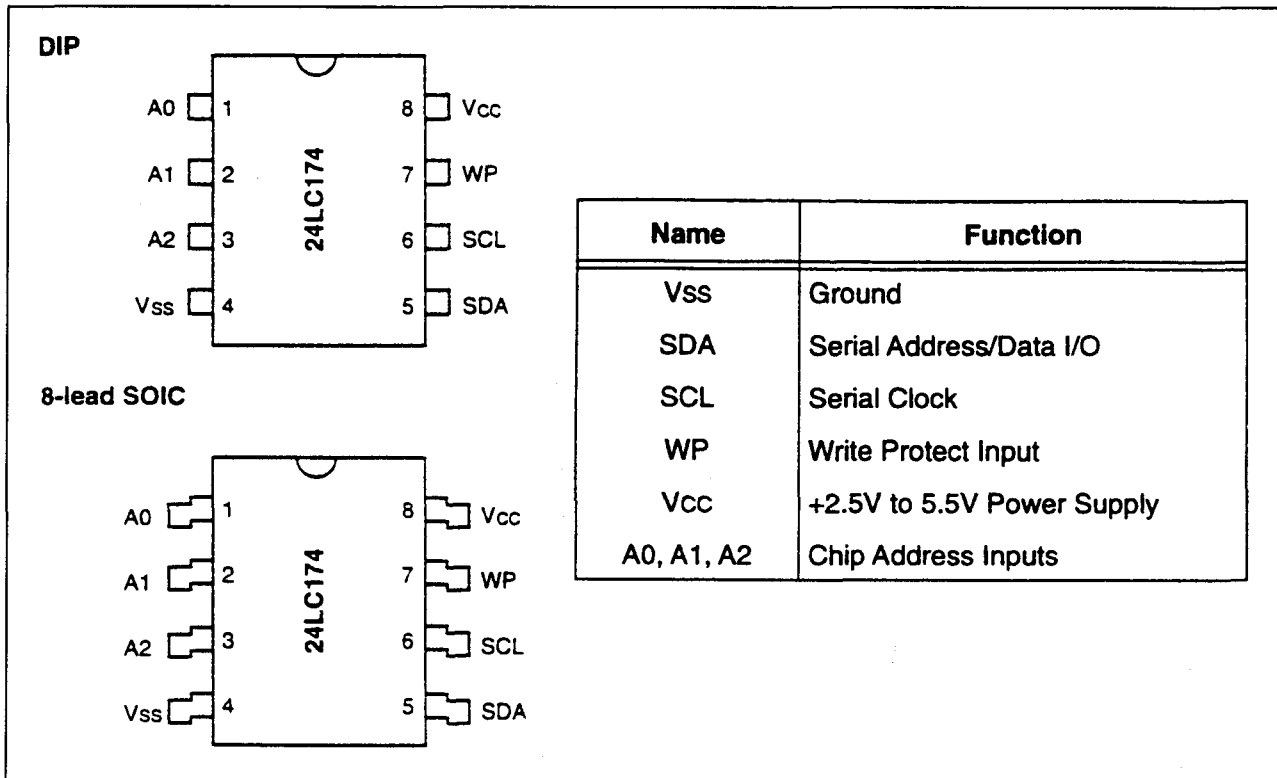 DIP
A0 1 8 Vcc
A1 2 7 WP
A2 3 6 SCL
Vss 4 5 SDA
24LC174
8-lead SOIC
A0 1 8 Vcc
A1 2 7 WP
A2 3 6 SCL
Vss 4 5 SDA
24LC174
Name Function
Vss Ground
SDA Serial Address/Data I/O
SCL Serial Clock
WP Write Protect Input
Vcc +2.5V to 5.5V Power Supply
A0, A1, A2 Chip Address Inputs